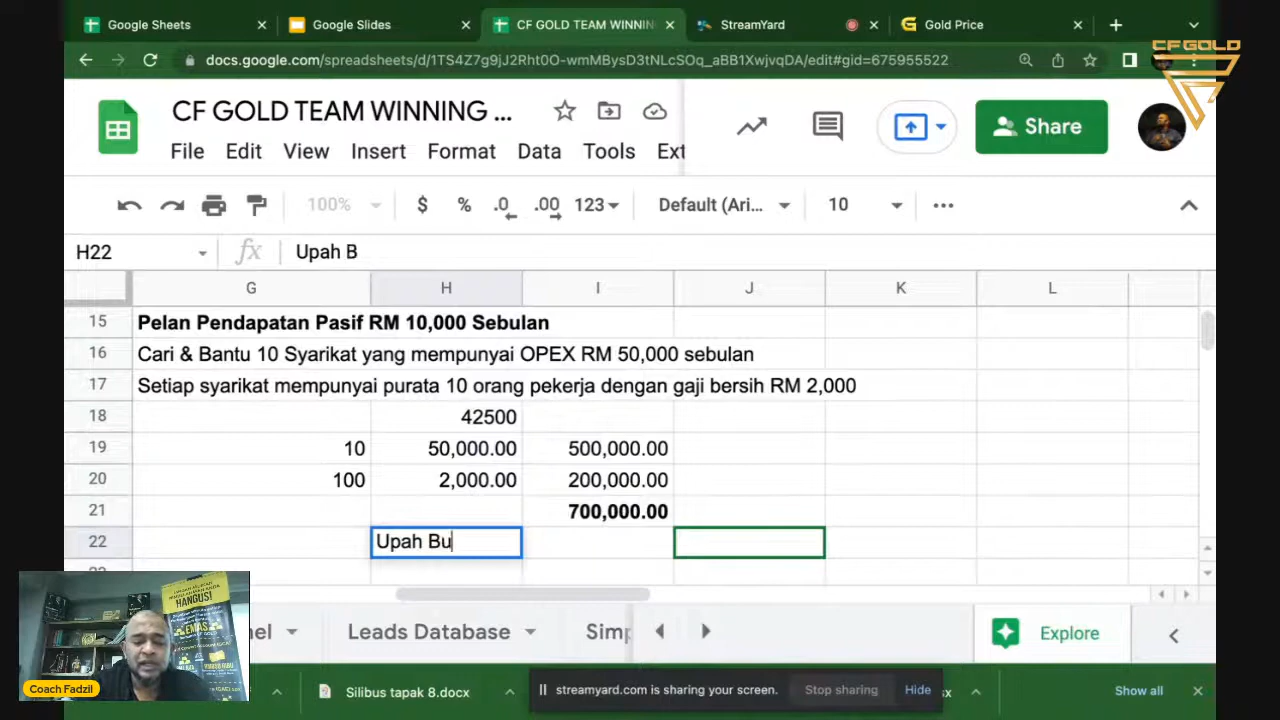 Google Sheets
Google Slides
CF GOLD TEAM WINNIN
StreamYard
Gold Price
docs.google.com/spreadsheets/d/1TS4Z7g9jJ2Rht0O-wmMBysD3tNLcSOq_aBB1XwjvqDA/edit#gid=675955522
CF GOLD
CF GOLD TEAM WINNING ...
Share
File Edit View Insert Format Data Tools Ext
100% $ % .0 .00 123 Default (Ari... 10 ...
H22 fx Upah B
G H I J K L
15 Pelan Pendapatan Pasif RM 10,000 Sebulan
16 Cari & Bantu 10 Syarikat yang mempunyai OPEX RM 50,000 sebulan
17 Setiap syarikat mempunyai purata 10 orang pekerja dengan gaji bersih RM 2,000
18 42500
19 10 50,000.00 500,000.00
20 100 2,000.00 200,000.00
21 700,000.00
22 Upah Bu
HANGUS!
EMAS
Coach Fadzil
nel Leads Database Simp Explore
Silibus tapak 8.docx
streamyard.com is sharing your screen. Stop sharing Hide
sx
Show all